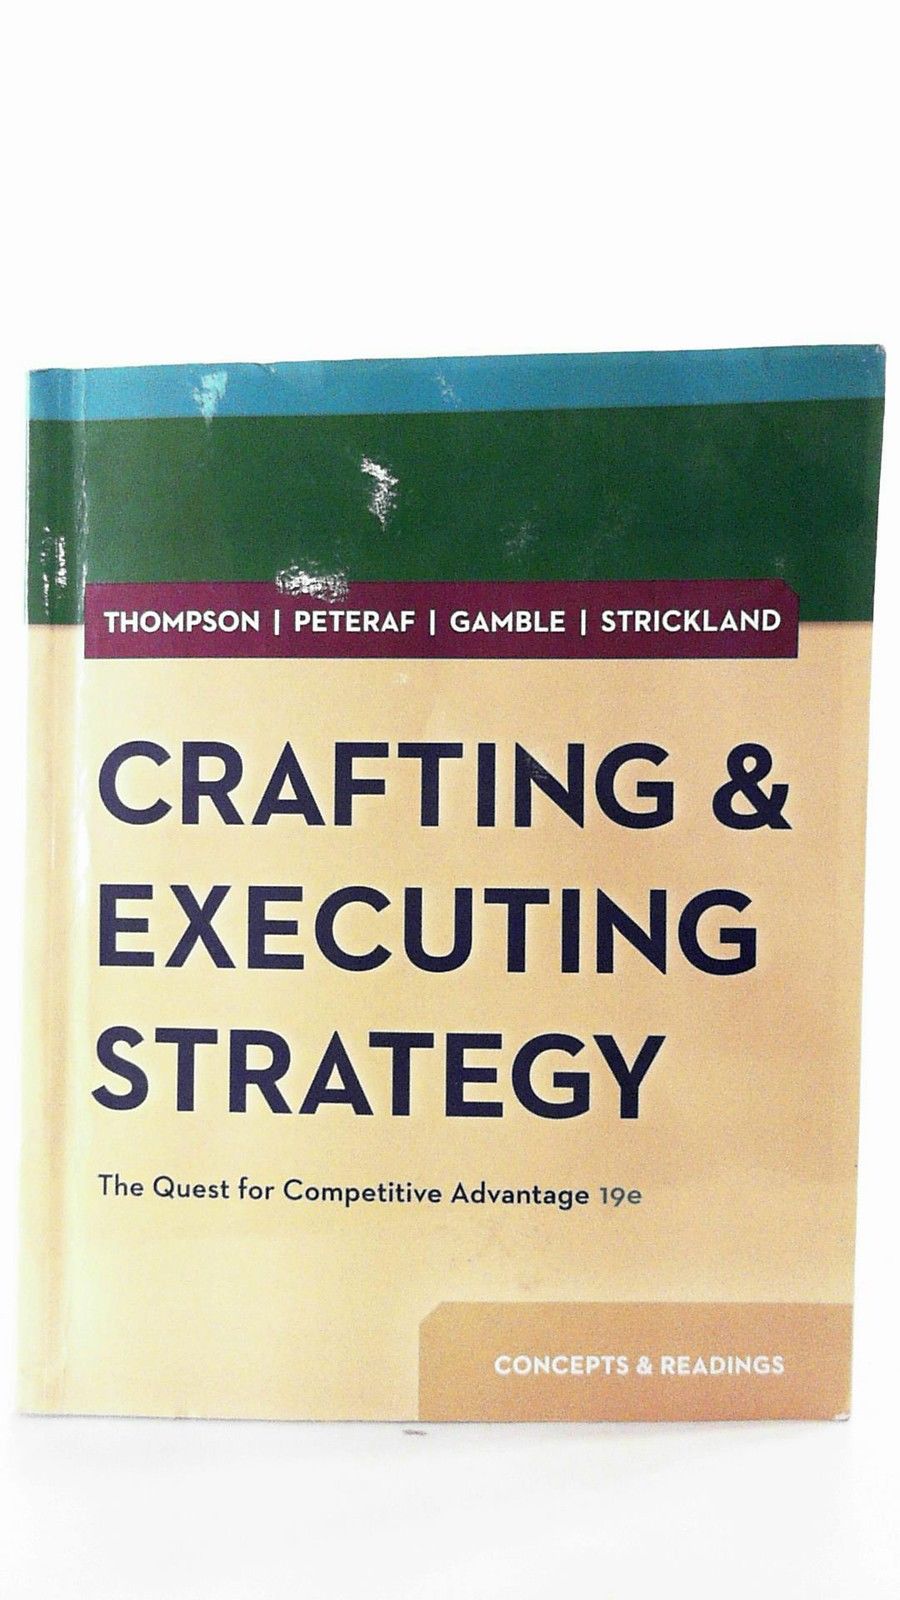 THOMPSON | PETERAF | GAMBLE | STRICKLAND
CRAFTING &
EXECUTING
STRATEGY
The Quest for Competitive Advantage 19e
CONCEPTS & READINGS